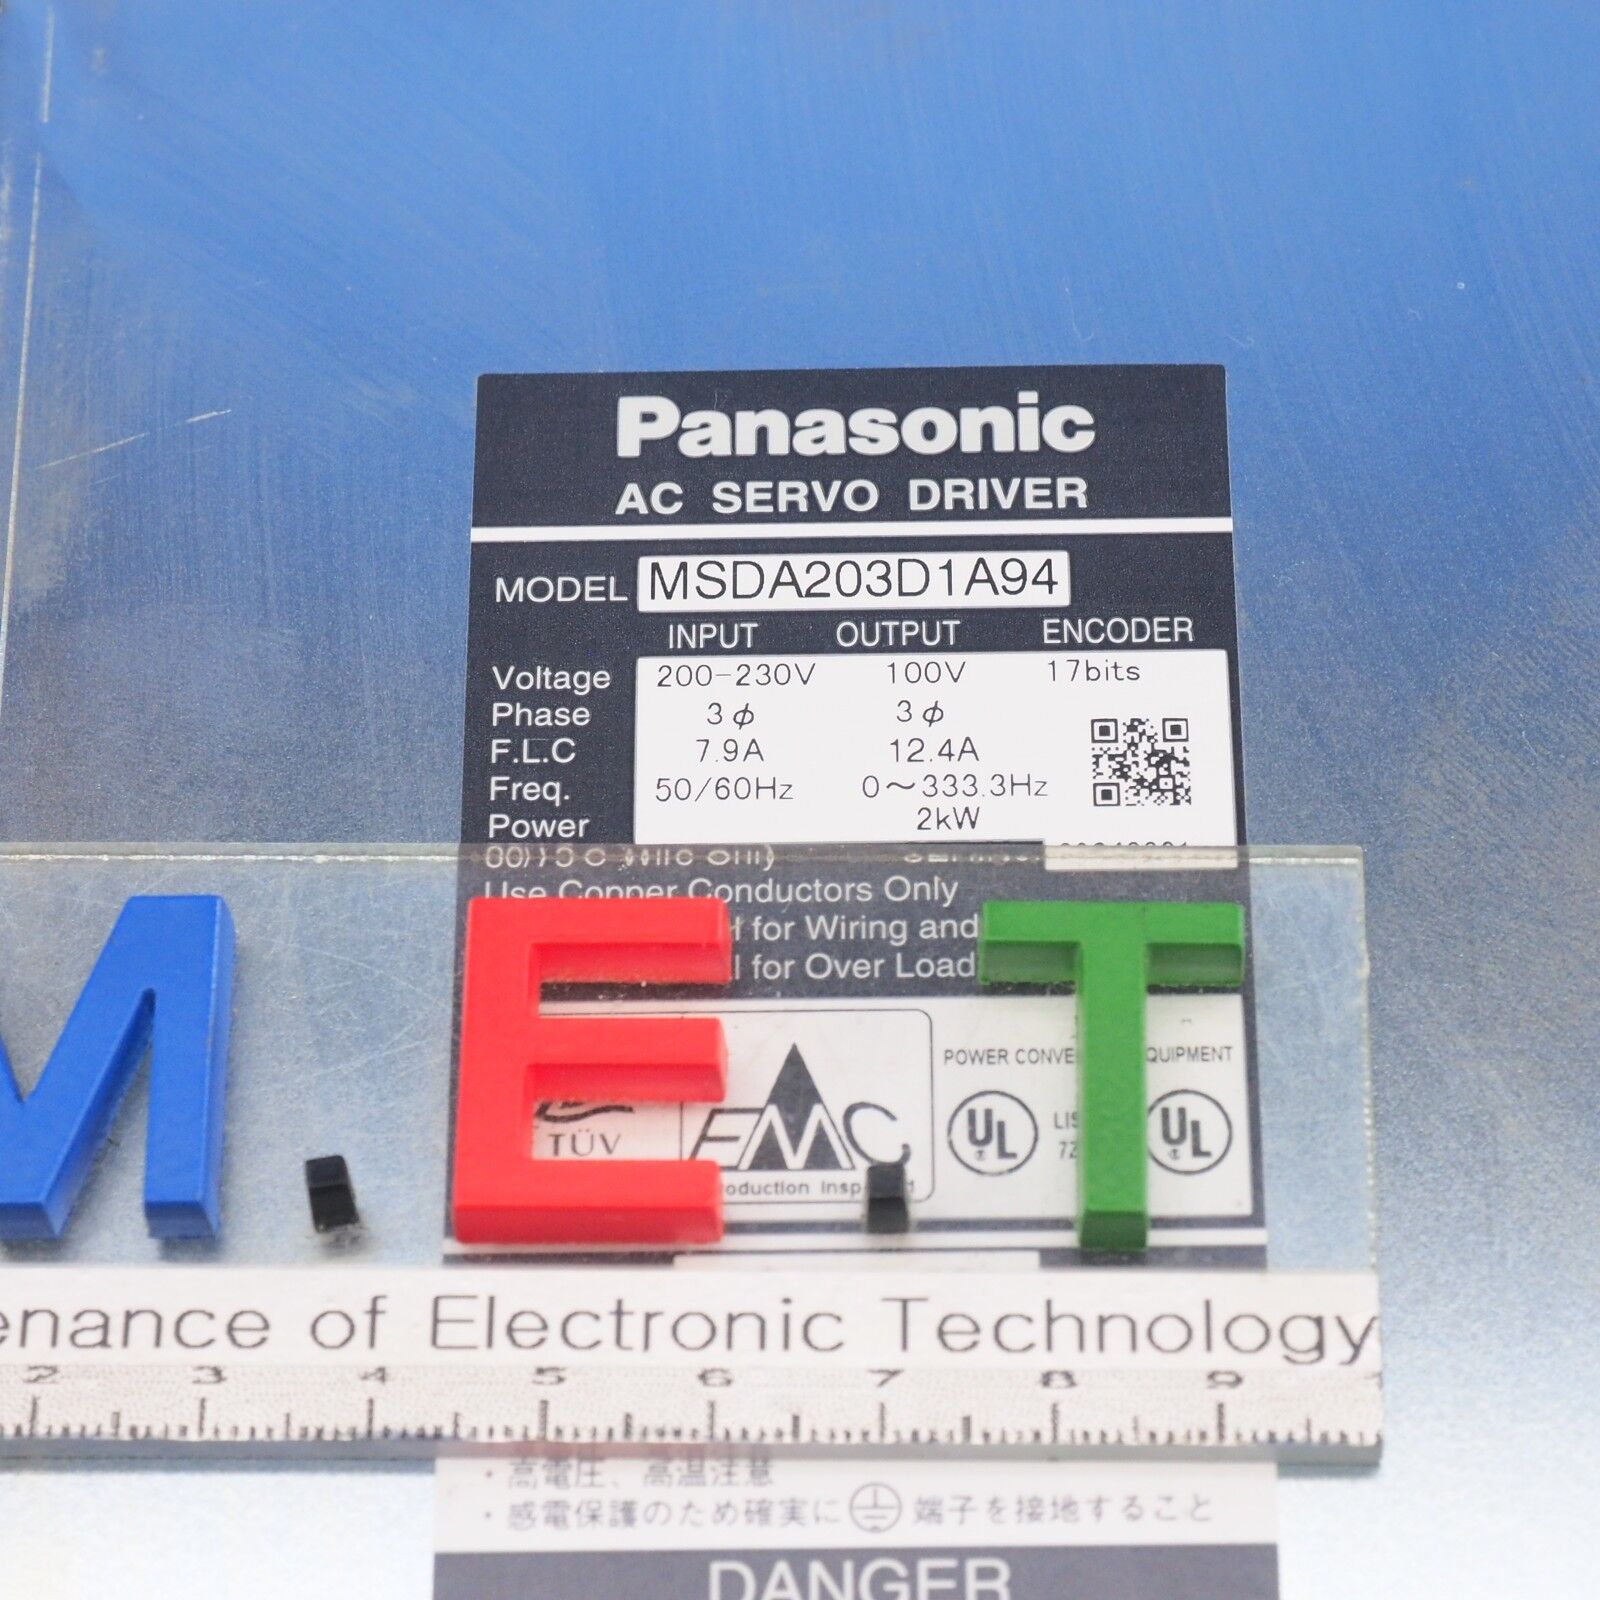 Panasonic
AC SERVO DRIVER
MODEL MSDA203D1A94
INPUT OUTPUT ENCODER
Voltage 200-230V 100V 17bits
Phase 3ϕ 3ϕ
F.L.C 7.9A 12.4A
Freq. 50/60Hz 0～333.3Hz
Power 2kW
Use Copper Conductors Only
for Wiring and
for Over Load
POWER
TÜV
EMC
UL
UL
M.E.T
of Electronic Technology
2 3 4 5 6 7 8 9
・高電圧、高温注意
・感電保護のため確実に 端子を接地すること
DANGER